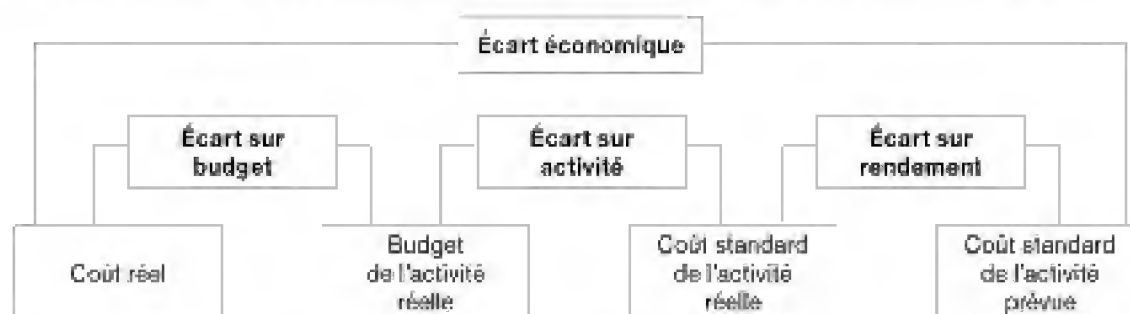 Écart économique
Écart sur
budget
Écart sur
activité
Écart sur
rendement
Coût réel
Budget
de l'activité
réelle
Coût standard
de l'activité
réelle
Coût standard
de l'activité
prévue